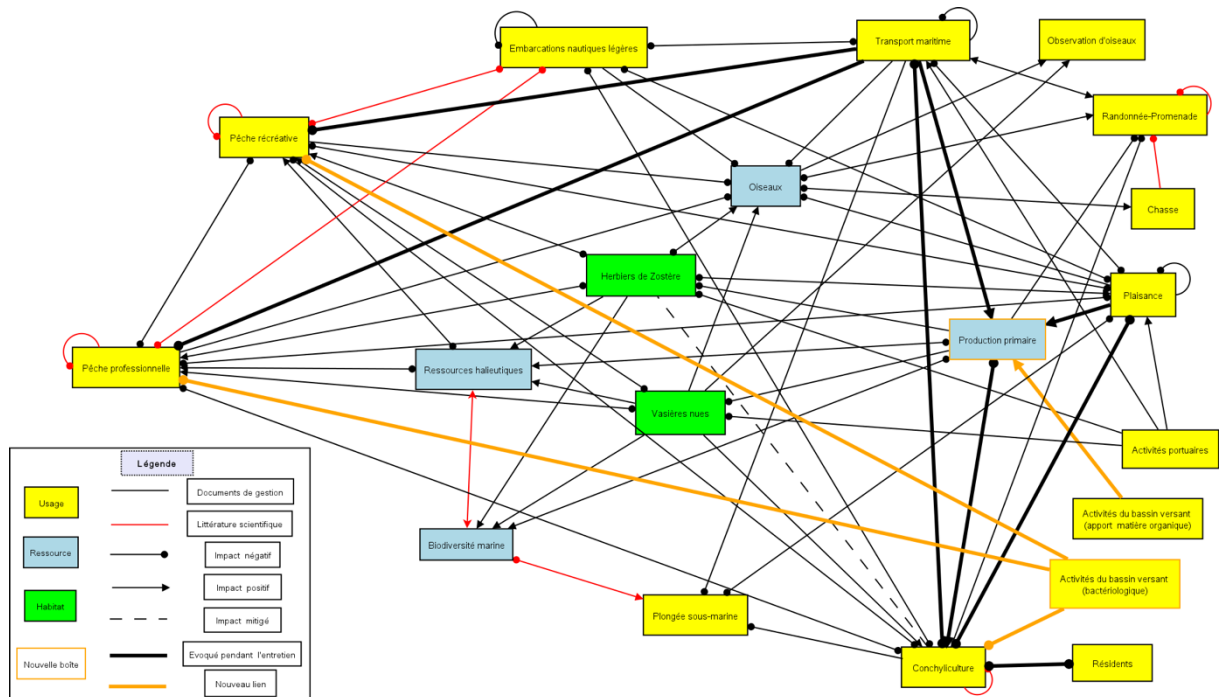 Embarcations nautiques légères
Transport maritime
Observation d'oiseaux
Pêche récréative
Randonnée-Promenade
Oiseaux
Chasse
Herbiers de Zostère
Plaisance
Production primaire
Pêche professionnelle
Ressources halieutiques
Vasières nues
Activités portuaires
Activités du bassin versant
(apport matière organique)
Biodiversité marine
Activités du bassin versant
(bactériologique)
Plongée sous-marine
Conchyliculture
Résidents
Légende
Usage
Documents de gestion
Littérature scientifique
Ressource
Impact négatif
Impact positif
Habitat
Impact mitigé
Nouvelle boîte
Evoqué pendant l'entretien
Nouveau lien